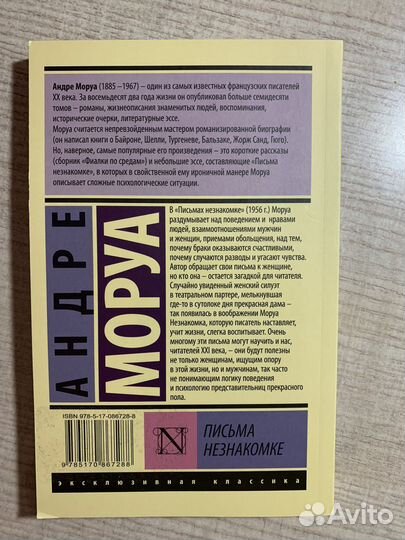 Андре Моруа (1885 –1967) – один из самых известных французских писателей
XX века. За восемьдесят два года жизни он опубликовал больше семидесяти
томов – романы, жизнеописания знаменитых людей, воспоминания,
исторические очерки, литературные эссе.
Моруа считается непревзойденным мастером романизированной биографии
(он написал книги о Байроне, Шелли, Тургеневе, Бальзаке, Жорж Санд, Гюго).
Но, наверное, самые популярные его произведения – это короткие рассказы
(сборник «Фиалки по средам») и небольшие эссе, составляющие «Письма
незнакомке», в которых в свойственной ему ироничной манере Моруа
описывает сложные психологические ситуации.
АНДРЕ
МОРУА
В «Письмах незнакомке» (1956 г.) Моруа
раздумывает над поведением и нравами
людей, взаимоотношениями мужчин
и женщин, приемами обольщения, над тем,
почему браки оказываются счастливыми,
почему случаются разводы и угасают чувства.
Автор обращает свои письма к женщине,
но кто она – остается загадкой для читателя.
Случайно увиденный женский силуэт
в театральном партере, мелькнувшая
где-то в сутолоке дня прекрасная дама –
так появилась в воображении Моруа
Незнакомка, которую писатель наставляет,
учит жизни, слегка воспитывает. Очень
многому эти письма могут научить и нас,
читателей XXI века, – они будут полезны
не только женщинам, ищущим опору
в этой жизни, но и мужчинам, так часто
не понимающим логику поведения
и психологию представительниц прекрасного
пола.
ISBN 978-5-17-086728-8
9 785170 867288
N
ПИСЬМА
НЕЗНАКОМКЕ
эксклюзивная классика
Avito